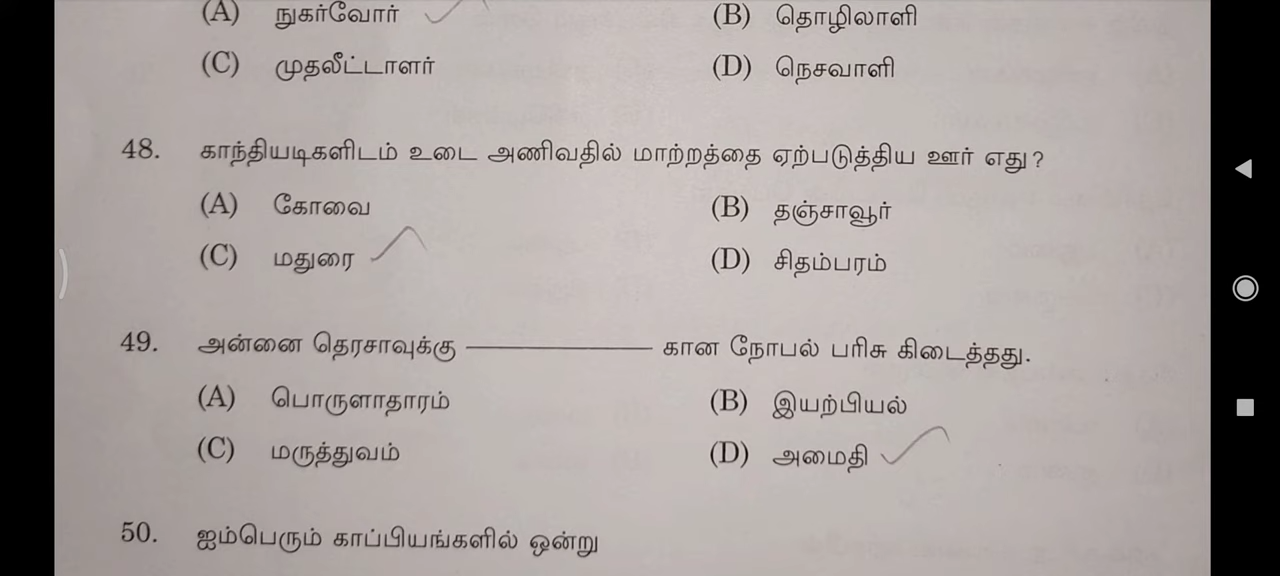 (A) நுகர்வோர் (B) தொழிலாளி
(C) முதலீட்டாளர் (D) நெசவாளி
48. காந்தியடிகளிடம் உடை அணிவதில் மாற்றத்தை ஏற்படுத்திய ஊர் எது?
(A) கோவை (B) தஞ்சாவூர்
(C) மதுரை (D) சிதம்பரம்
49. அன்னை தெரசாவுக்கு ———— கான நோபல் பரிசு கிடைத்தது.
(A) பொருளாதாரம் (B) இயற்பியல்
(C) மருத்துவம் (D) அமைதி
50. ஐம்பெரும் காப்பியங்களில் ஒன்று